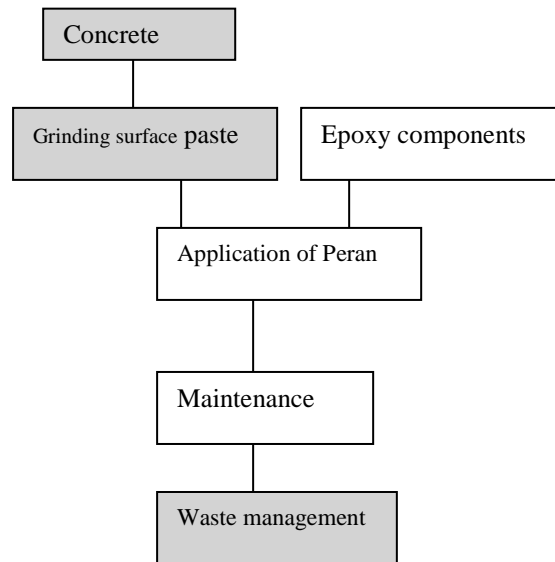 Concrete
Grinding surface paste
Epoxy components
Application of Peran
Maintenance
Waste management